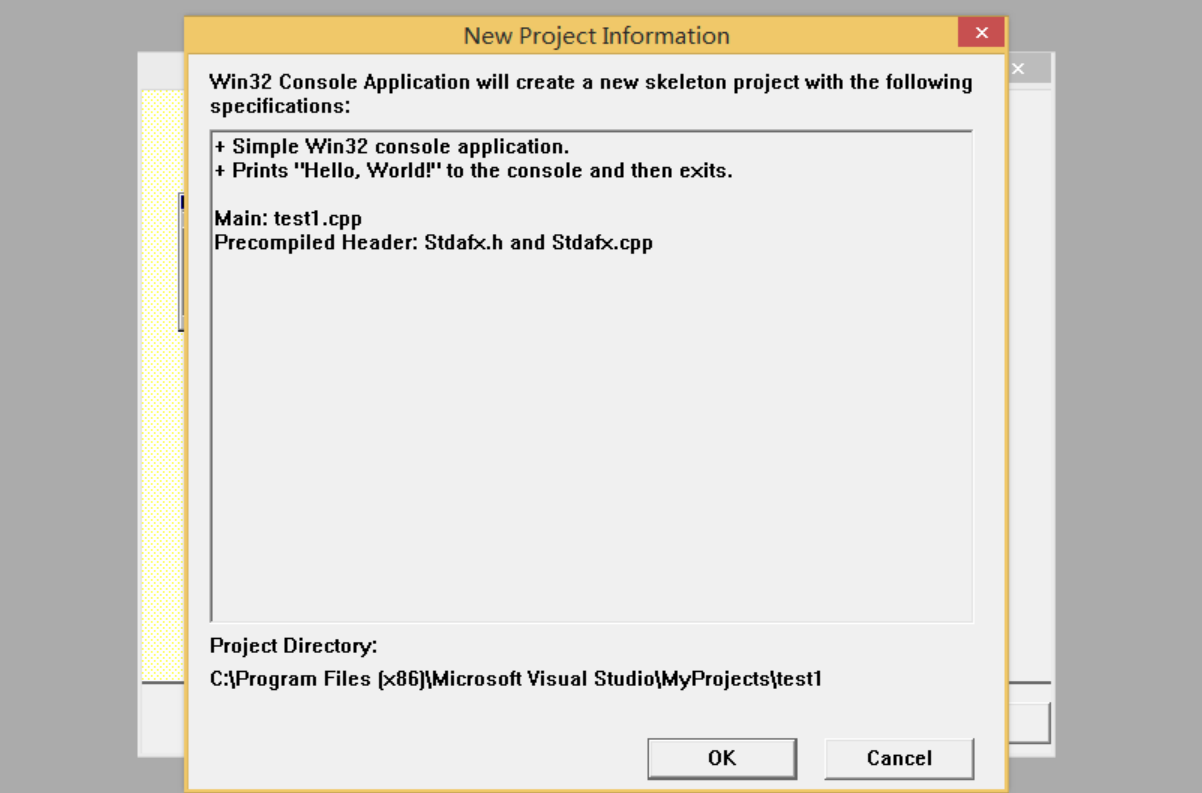 New Project Information
Win32 Console Application will create a new skeleton project with the following
specifications:
+ Simple Win32 console application.
+ Prints "Hello, World!" to the console and then exits.
Main: test1.cpp
Precompiled Header: Stdafx.h and Stdafx.cpp
Project Directory:
C:\Program Files (x86)\Microsoft Visual Studio\MyProjects\test1
OK
Cancel